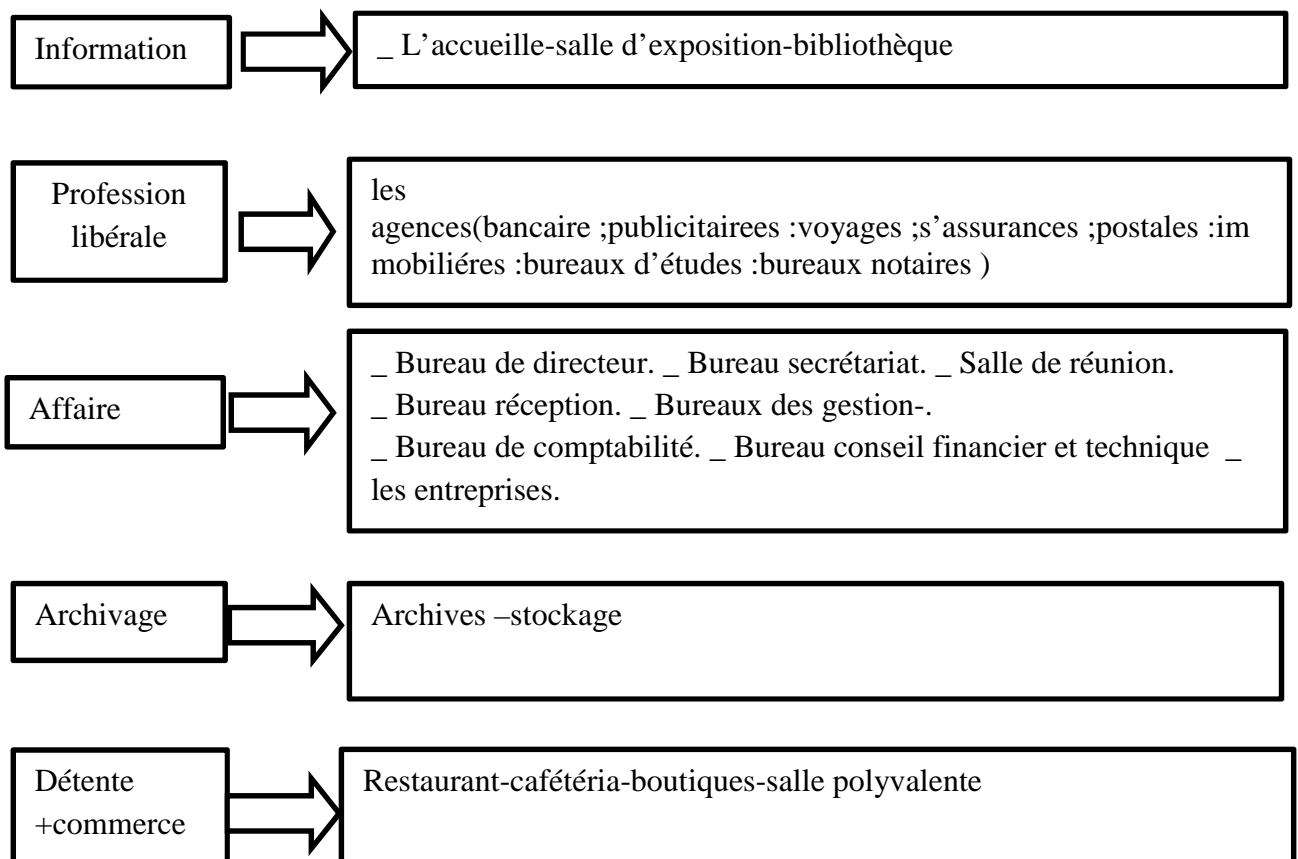 Information
_ L’accueille-salle d’exposition-bibliothèque
Profession
libérale
les
agences(bancaire ;publicitairees :voyages ;s’assurances ;postales :im
mobiliéres :bureaux d’études :bureaux notaires )
Affaire
_ Bureau de directeur. _ Bureau secrétariat. _ Salle de réunion.
_ Bureau réception. _ Bureaux des gestion-.
_ Bureau de comptabilité. _ Bureau conseil financier et technique _
les entreprises.
Archivage
Archives –stockage
Détente
+commerce
Restaurant-cafétéria-boutiques-salle polyvalente